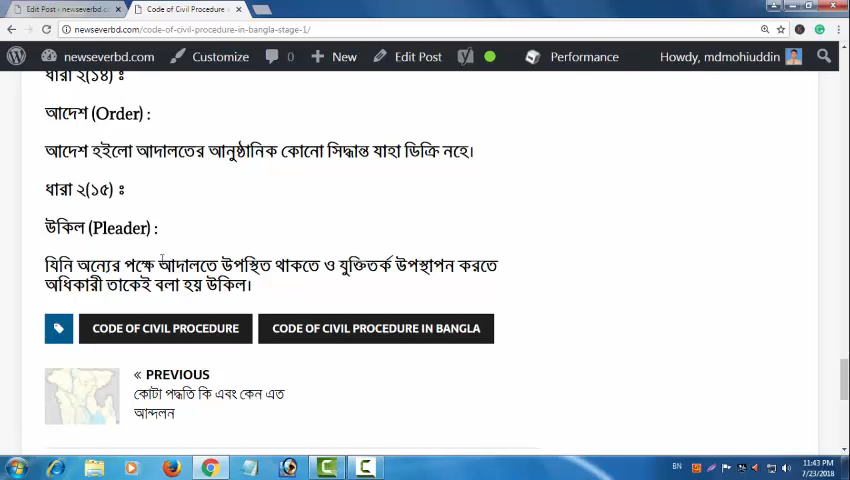 Edit Post ‹ newseverbd.com
Code of Civil Procedure
newseverbd.com/code-of-civil-procedure-in-bangla-stage-1/
newseverbd.com Customize 0 New Edit Post Performance Howdy, mdmohiuddin
ধারা ২(১৪) ঃ
আদেশ (Order) :
আদেশ হইলো আদালতের আনুষ্ঠানিক কোনো সিদ্ধান্ত যাহা ডিক্রি নহে।
ধারা ২(১৫) ঃ
উকিল (Pleader) :
যিনি অন্যের পক্ষে আদালতে উপস্থিত থাকতে ও যুক্তিতর্ক উপস্থাপন করতে
অধিকারী তাকেই বলা হয় উকিল।
CODE OF CIVIL PROCEDURE CODE OF CIVIL PROCEDURE IN BANGLA
« PREVIOUS
কোটা পদ্ধতি কি এবং কেন এত
আন্দলন
BN
11:43 PM
7/23/2018